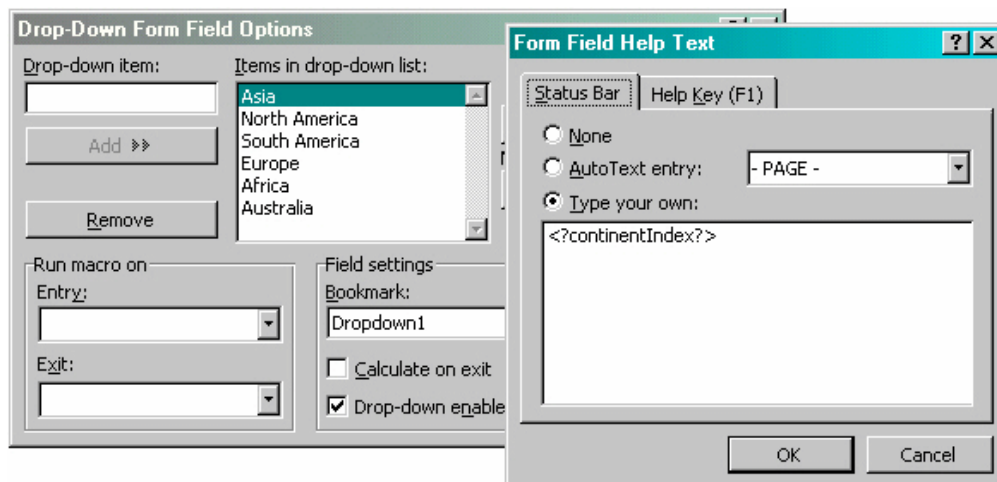 Drop-Down Form Field Options
Drop-down item:
Items in drop-down list:
Asia
North America
South America
Europe
Africa
Australia
Add
Remove
Run macro on
Entry:
Exit:
Field settings
Bookmark:
Dropdown1
Calculate on exit
Drop-down enable
Form Field Help Text
Status Bar
Help Key (F1)
None
AutoText entry:
- PAGE -
Type your own:
<?continentIndex?>
OK
Cancel